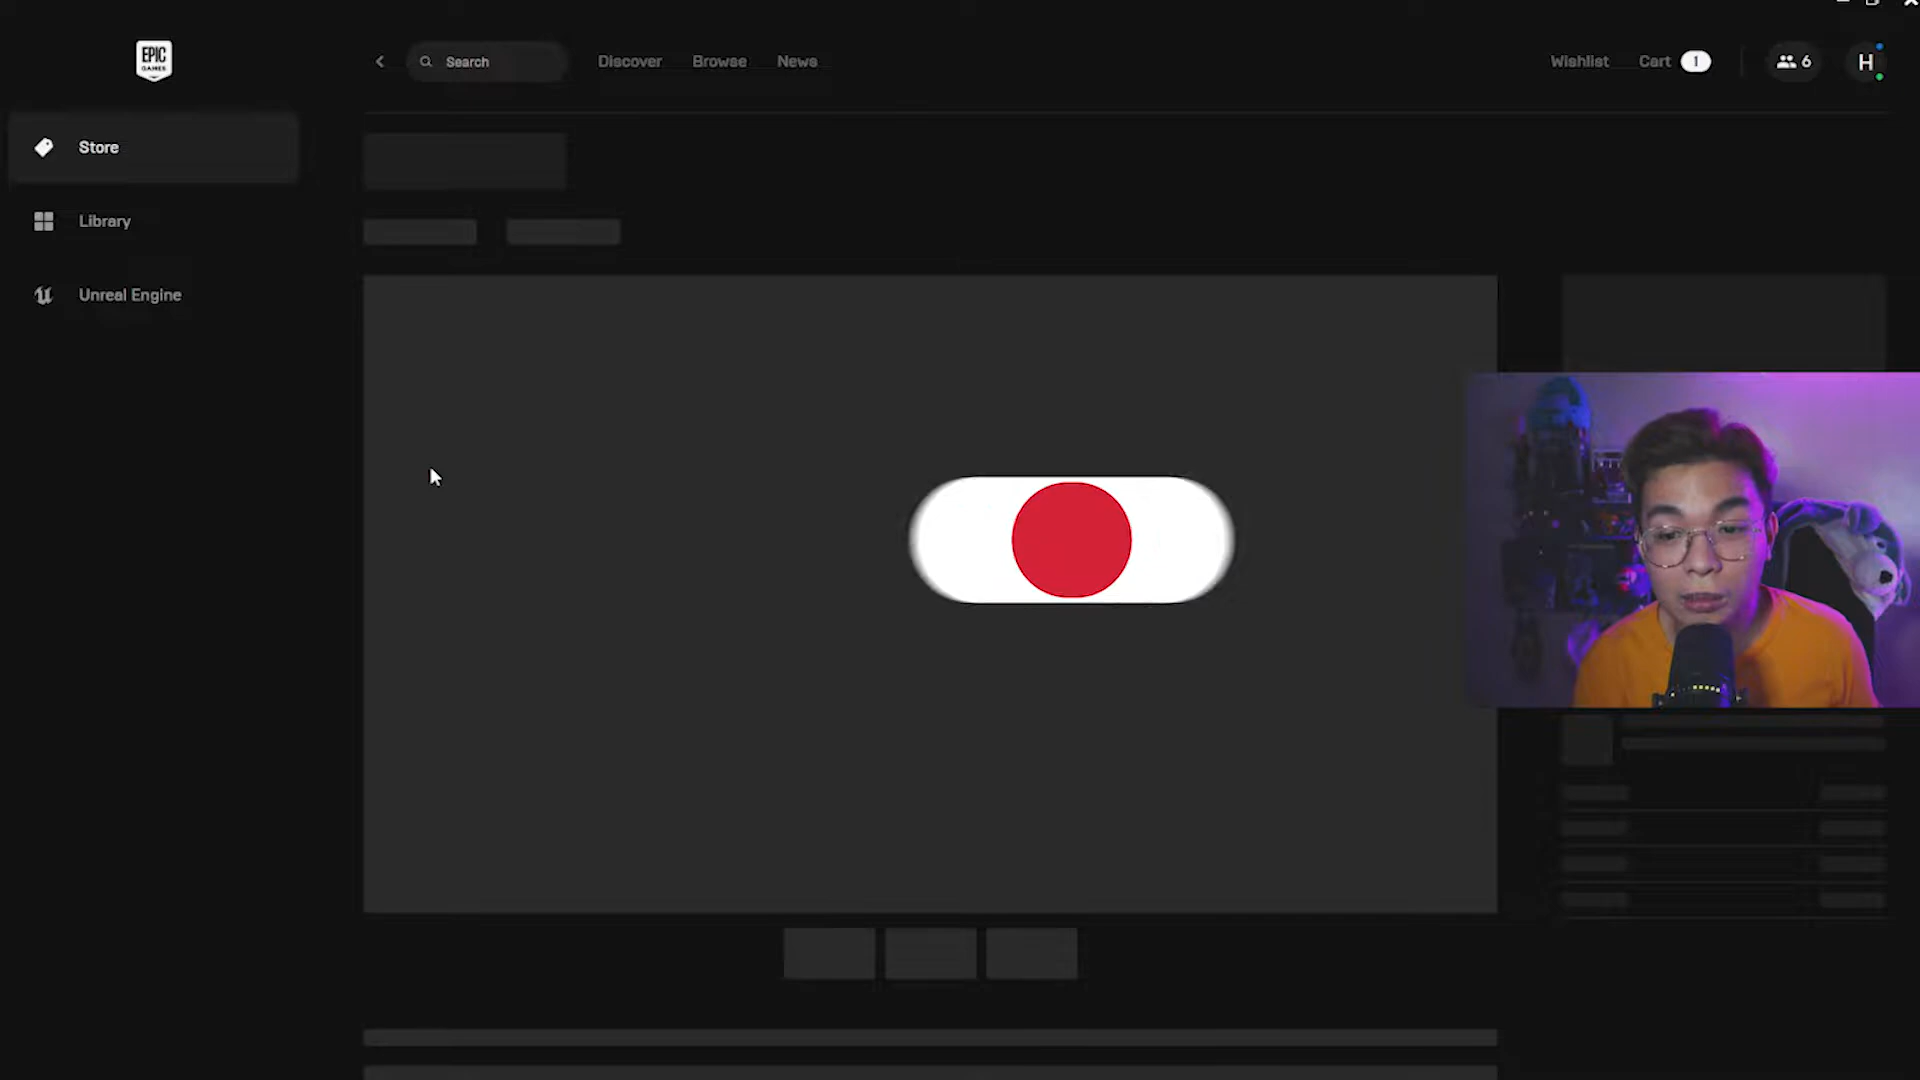 EPIC
GAMES
Search
Discover
Browse
News
Wishlist
Cart
1
6
H
Store
Library
Unreal Engine